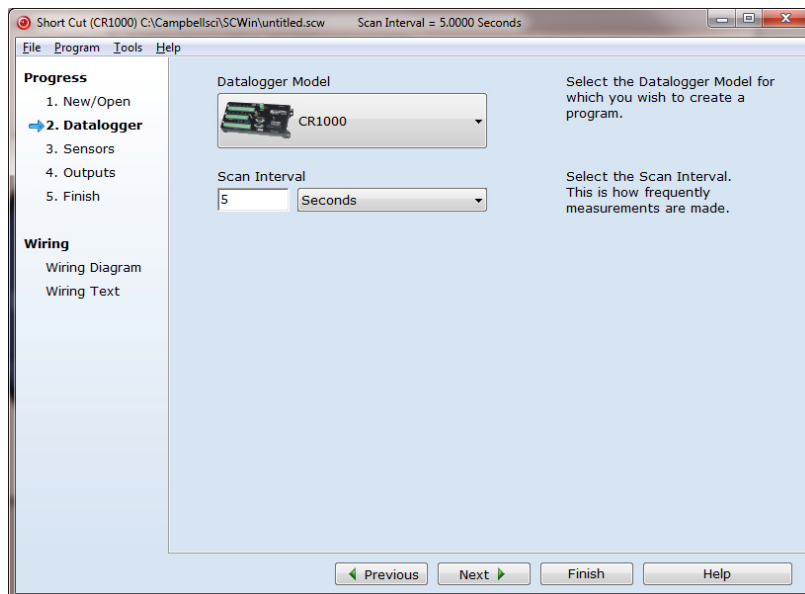 Short Cut (CR1000) C:\Campbellsci\SCWin\untitled.scw Scan Interval = 5.0000 Seconds
File Program Tools Help
Progress
1. New/Open
2. Datalogger
3. Sensors
4. Outputs
5. Finish
Wiring
Wiring Diagram
Wiring Text
Datalogger Model
CR1000
Select the Datalogger Model for
which you wish to create a
program.
Scan Interval
5 Seconds
Select the Scan Interval.
This is how frequently
measurements are made.
Previous Next Finish Help